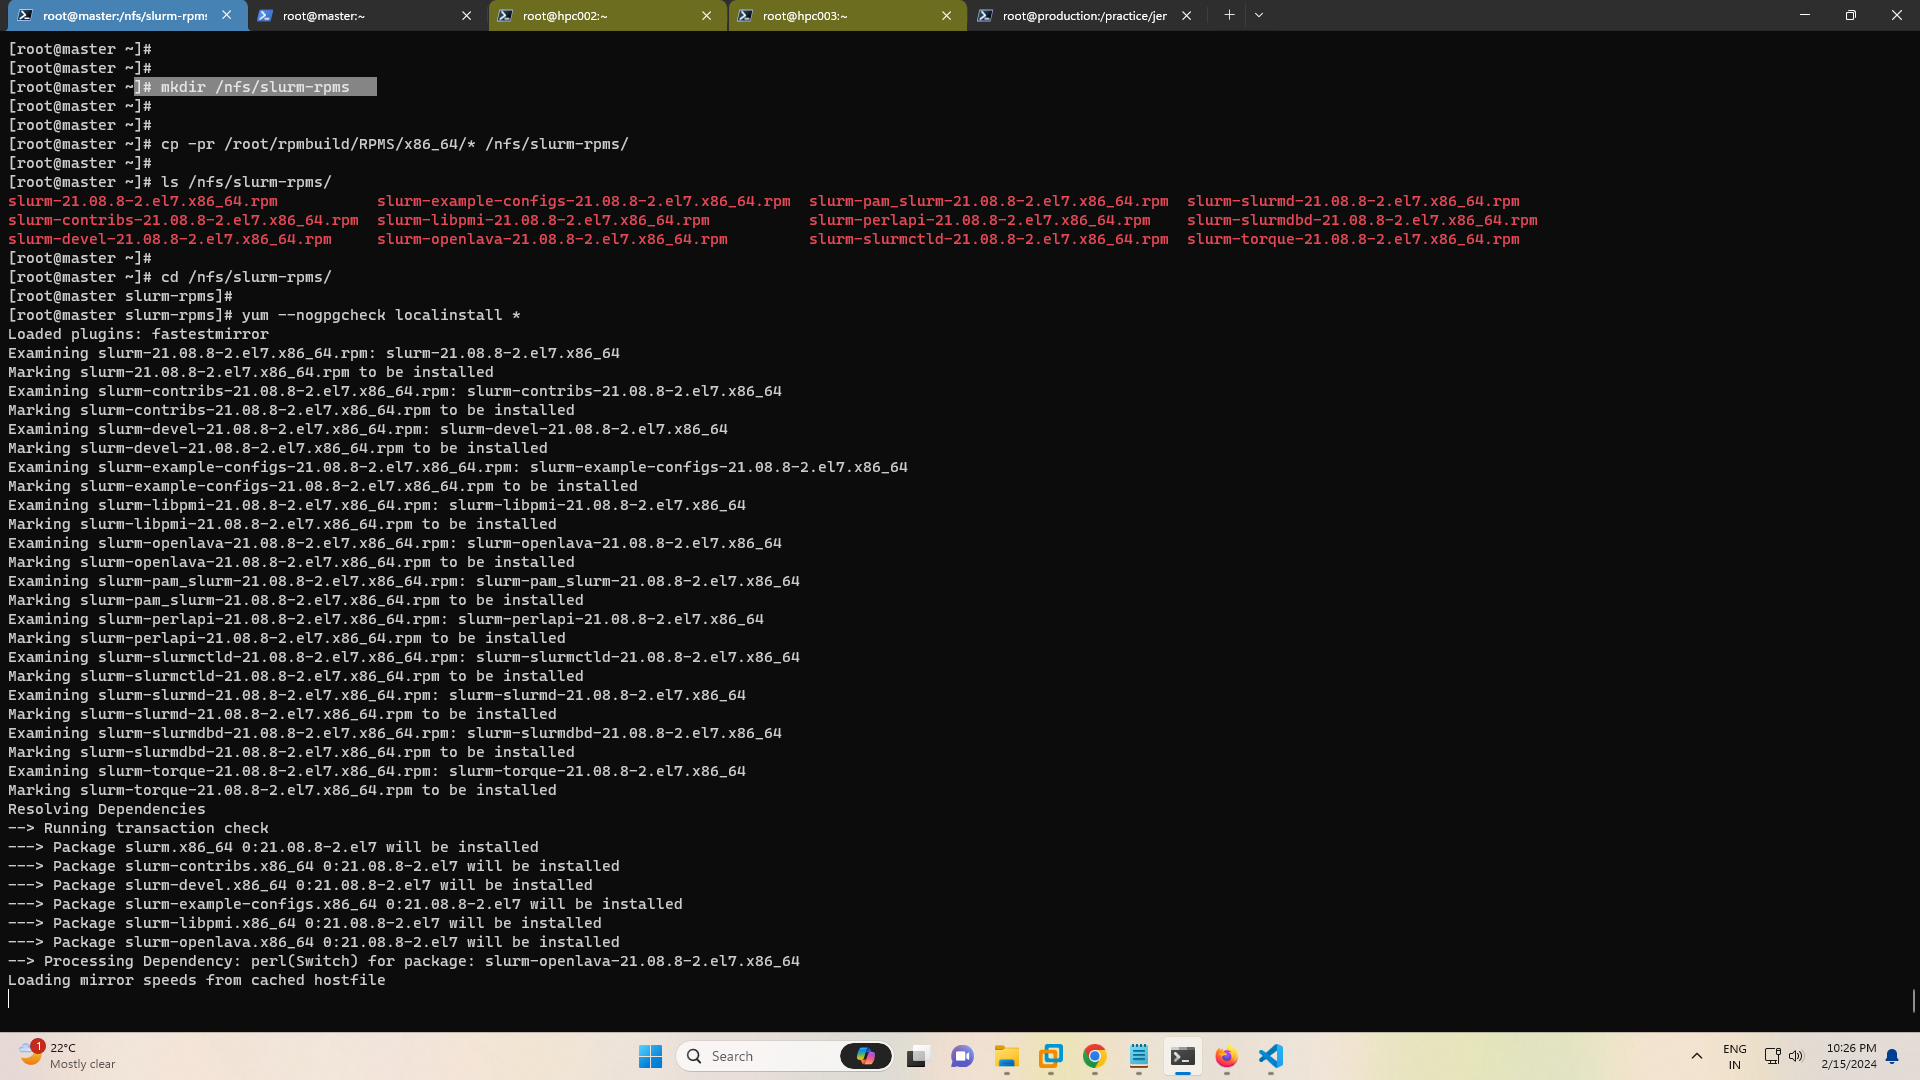 root@master:/nfs/slurm-rpms
root@master:~
root@hpc002:~
root@hpc003:~
root@production:/practice/jer
[root@master ~]#
[root@master ~]#
[root@master ~]# mkdir /nfs/slurm-rpms
[root@master ~]#
[root@master ~]#
[root@master ~]# cp -pr /root/rpmbuild/RPMS/x86_64/* /nfs/slurm-rpms/
[root@master ~]#
[root@master ~]# ls /nfs/slurm-rpms/
slurm-21.08.8-2.el7.x86_64.rpm slurm-example-configs-21.08.8-2.el7.x86_64.rpm slurm-pam_slurm-21.08.8-2.el7.x86_64.rpm slurm-slurmd-21.08.8-2.el7.x86_64.rpm
slurm-contribs-21.08.8-2.el7.x86_64.rpm slurm-libpmi-21.08.8-2.el7.x86_64.rpm slurm-perlapi-21.08.8-2.el7.x86_64.rpm slurm-slurmdbd-21.08.8-2.el7.x86_64.rpm
slurm-devel-21.08.8-2.el7.x86_64.rpm slurm-openlava-21.08.8-2.el7.x86_64.rpm slurm-slurmctld-21.08.8-2.el7.x86_64.rpm slurm-torque-21.08.8-2.el7.x86_64.rpm
[root@master ~]#
[root@master ~]# cd /nfs/slurm-rpms/
[root@master slurm-rpms]#
[root@master slurm-rpms]# yum --nogpgcheck localinstall *
Loaded plugins: fastestmirror
Examining slurm-21.08.8-2.el7.x86_64.rpm: slurm-21.08.8-2.el7.x86_64
Marking slurm-21.08.8-2.el7.x86_64.rpm to be installed
Examining slurm-contribs-21.08.8-2.el7.x86_64.rpm: slurm-contribs-21.08.8-2.el7.x86_64
Marking slurm-contribs-21.08.8-2.el7.x86_64.rpm to be installed
Examining slurm-devel-21.08.8-2.el7.x86_64.rpm: slurm-devel-21.08.8-2.el7.x86_64
Marking slurm-devel-21.08.8-2.el7.x86_64.rpm to be installed
Examining slurm-example-configs-21.08.8-2.el7.x86_64.rpm: slurm-example-configs-21.08.8-2.el7.x86_64
Marking slurm-example-configs-21.08.8-2.el7.x86_64.rpm to be installed
Examining slurm-libpmi-21.08.8-2.el7.x86_64.rpm: slurm-libpmi-21.08.8-2.el7.x86_64
Marking slurm-libpmi-21.08.8-2.el7.x86_64.rpm to be installed
Examining slurm-openlava-21.08.8-2.el7.x86_64.rpm: slurm-openlava-21.08.8-2.el7.x86_64
Marking slurm-openlava-21.08.8-2.el7.x86_64.rpm to be installed
Examining slurm-pam_slurm-21.08.8-2.el7.x86_64.rpm: slurm-pam_slurm-21.08.8-2.el7.x86_64
Marking slurm-pam_slurm-21.08.8-2.el7.x86_64.rpm to be installed
Examining slurm-perlapi-21.08.8-2.el7.x86_64.rpm: slurm-perlapi-21.08.8-2.el7.x86_64
Marking slurm-perlapi-21.08.8-2.el7.x86_64.rpm to be installed
Examining slurm-slurmctld-21.08.8-2.el7.x86_64.rpm: slurm-slurmctld-21.08.8-2.el7.x86_64
Marking slurm-slurmctld-21.08.8-2.el7.x86_64.rpm to be installed
Examining slurm-slurmd-21.08.8-2.el7.x86_64.rpm: slurm-slurmd-21.08.8-2.el7.x86_64
Marking slurm-slurmd-21.08.8-2.el7.x86_64.rpm to be installed
Examining slurm-slurmdbd-21.08.8-2.el7.x86_64.rpm: slurm-slurmdbd-21.08.8-2.el7.x86_64
Marking slurm-slurmdbd-21.08.8-2.el7.x86_64.rpm to be installed
Examining slurm-torque-21.08.8-2.el7.x86_64.rpm: slurm-torque-21.08.8-2.el7.x86_64
Marking slurm-torque-21.08.8-2.el7.x86_64.rpm to be installed
Resolving Dependencies
--> Running transaction check
---> Package slurm.x86_64 0:21.08.8-2.el7 will be installed
---> Package slurm-contribs.x86_64 0:21.08.8-2.el7 will be installed
---> Package slurm-devel.x86_64 0:21.08.8-2.el7 will be installed
---> Package slurm-example-configs.x86_64 0:21.08.8-2.el7 will be installed
---> Package slurm-libpmi.x86_64 0:21.08.8-2.el7 will be installed
---> Package slurm-openlava.x86_64 0:21.08.8-2.el7 will be installed
--> Processing Dependency: perl(Switch) for package: slurm-openlava-21.08.8-2.el7.x86_64
Loading mirror speeds from cached hostfile
1
22°C
Mostly clear
Search
ENG
IN
10:26 PM
2/15/2024